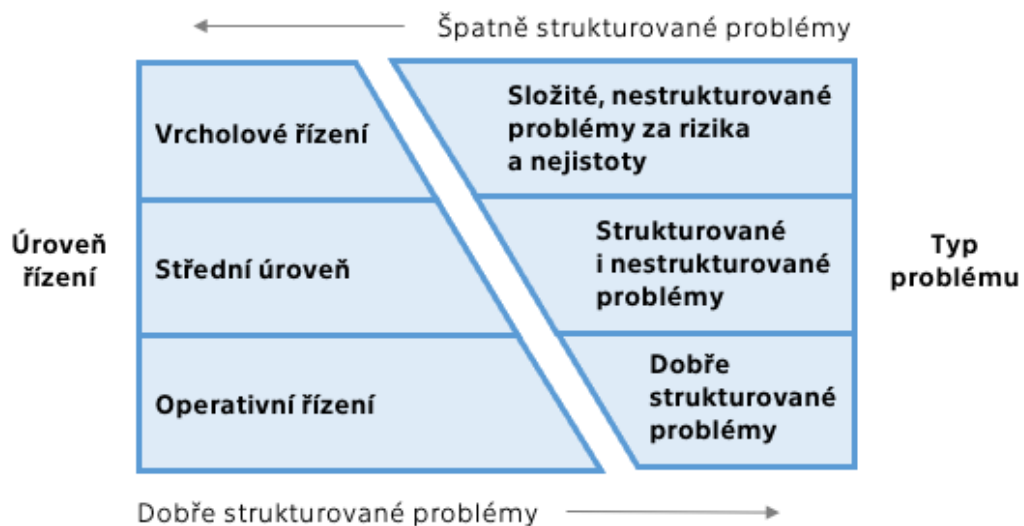 Špatně strukturované problémy
Vrcholové řízení
Složité, nestrukturované
problémy za rizika
a nejistoty
Úroveň
řízení
Střední úroveň
Strukturované
i nestrukturované
problémy
Typ
problému
Operativní řízení
Dobře
strukturované
problémy
Dobře strukturované problémy